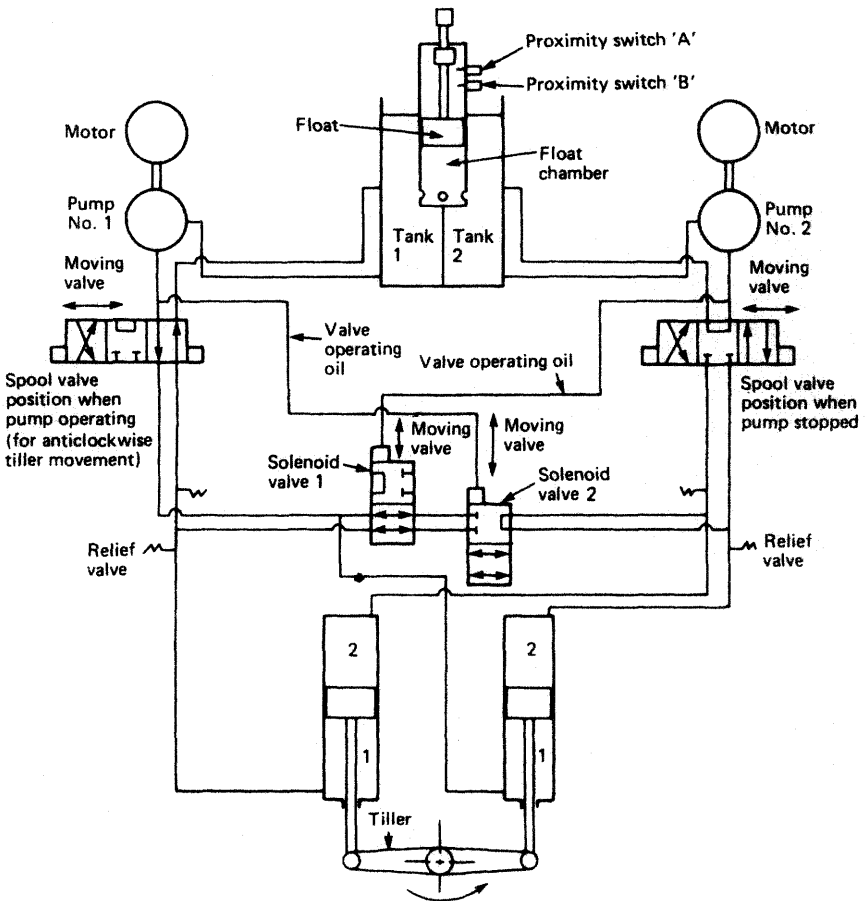 Proximity switch 'A'
Proximity switch 'B'
Motor
Float
Float
chamber
Motor
Pump
No. 1
Pump
No. 2
Tank
1
Tank
2
Moving
valve
Moving
valve
Valve
operating
oil
Valve operating oil
Spool valve
position when
pump operating
(for anticlockwise
tiller movement)
Spool valve
position when
pump stopped
Moving
valve
Moving
valve
Solenoid
valve 1
Solenoid
valve 2
Relief
valve
Relief
valve
2
2
1
1
Tiller